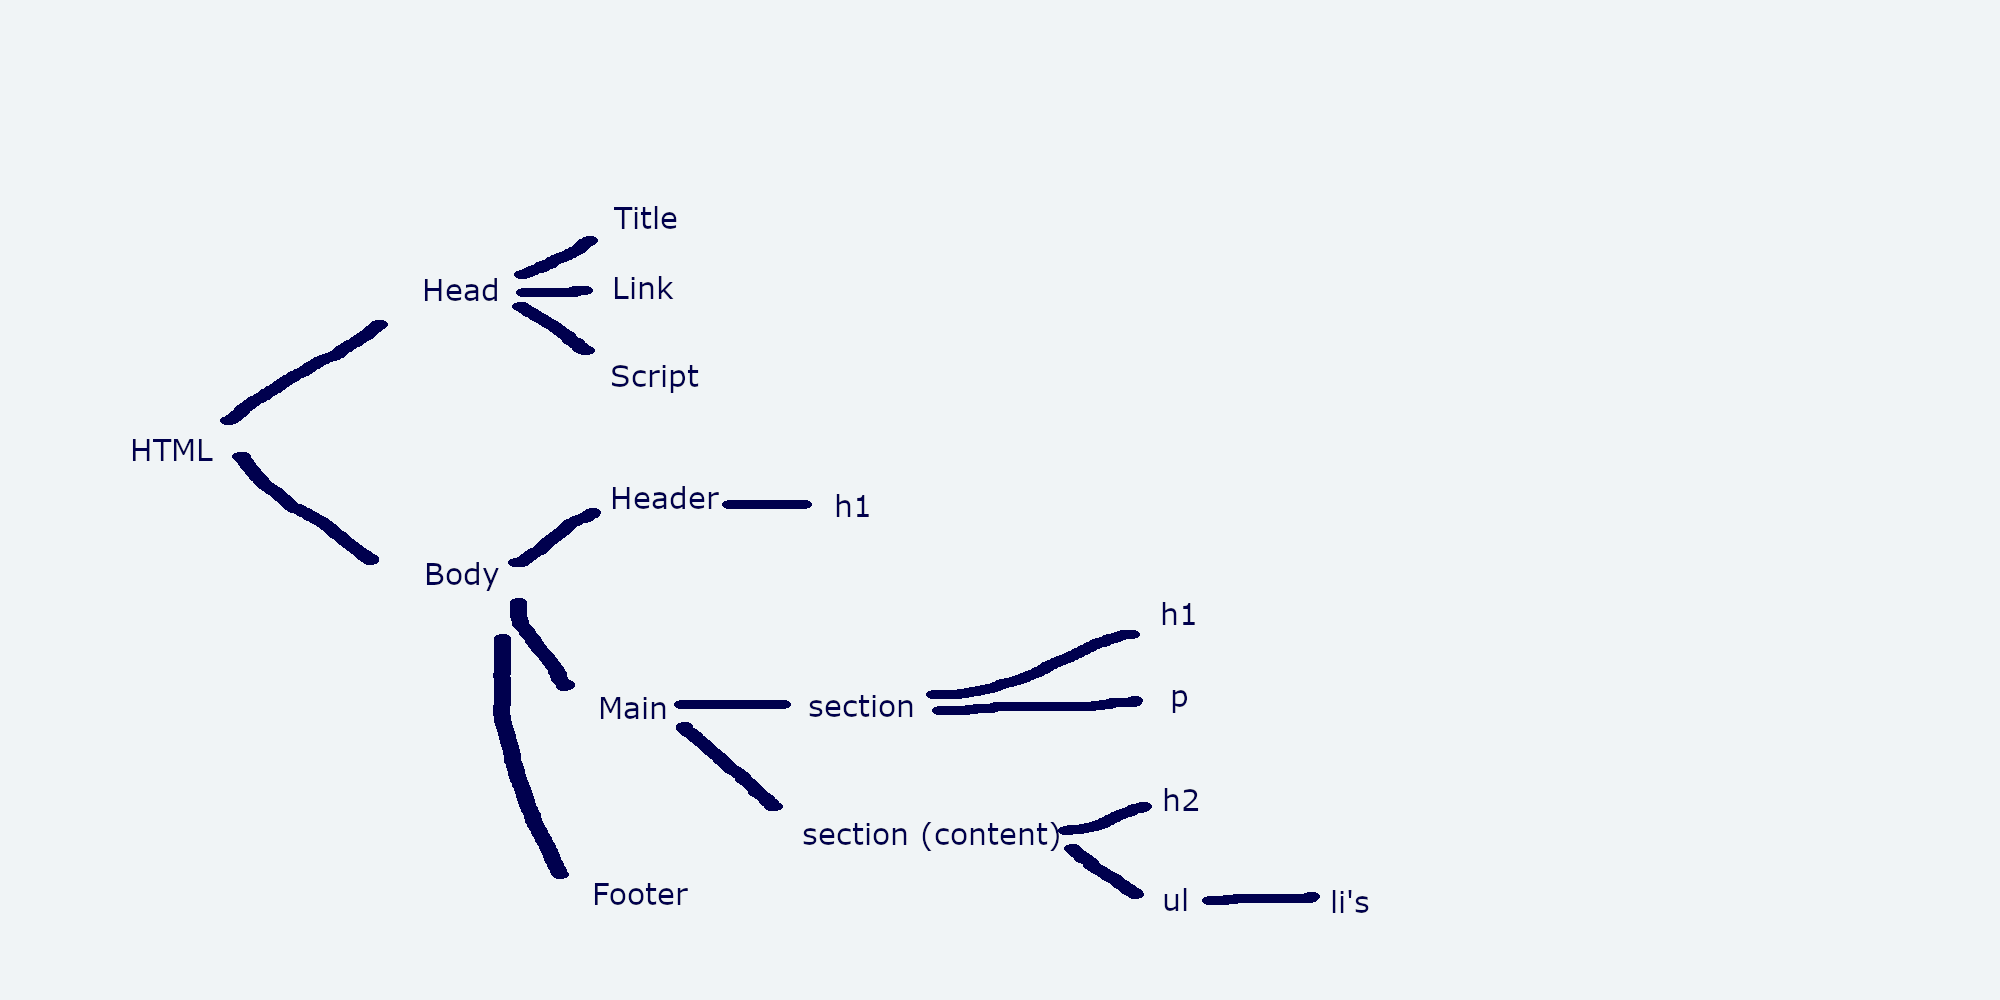 Title
Head
Link
Script
HTML
Header
h1
Body
h1
Main
section
p
h2
section (content)
ul
li's
Footer